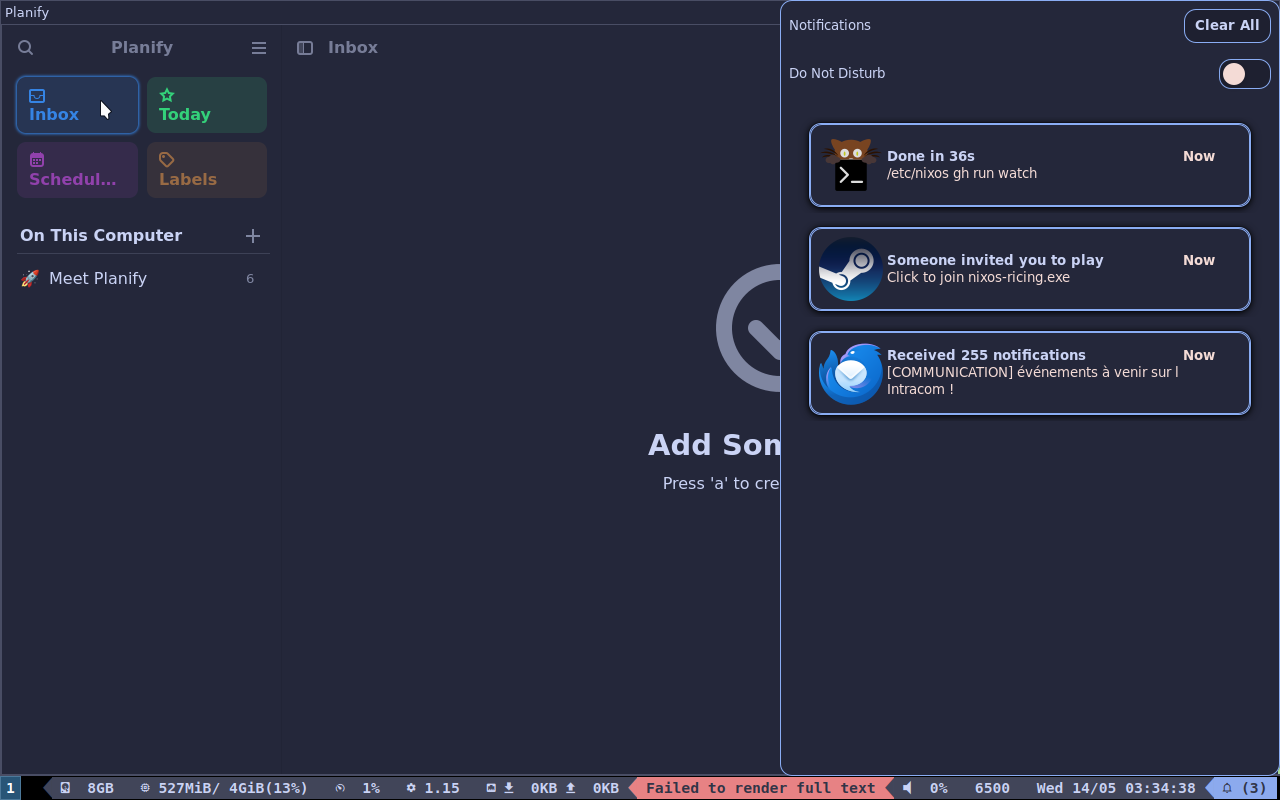 Planify
Planify
Inbox
Inbox
Today
Schedul...
Labels
On This Computer
🚀 Meet Planify 6
Add Som
Press 'a' to cre
Notifications
Clear All
Do Not Disturb
Done in 36s Now
/etc/nixos gh run watch
Someone invited you to play Now
Click to join nixos-ricing.exe
Received 255 notifications Now
[COMMUNICATION] événements à venir sur l
Intracom !
1 8GB 527MiB/ 4GiB(13%) 1% 1.15 0KB 0KB Failed to render full text 0% 6500 Wed 14/05 03:34:38 (3)